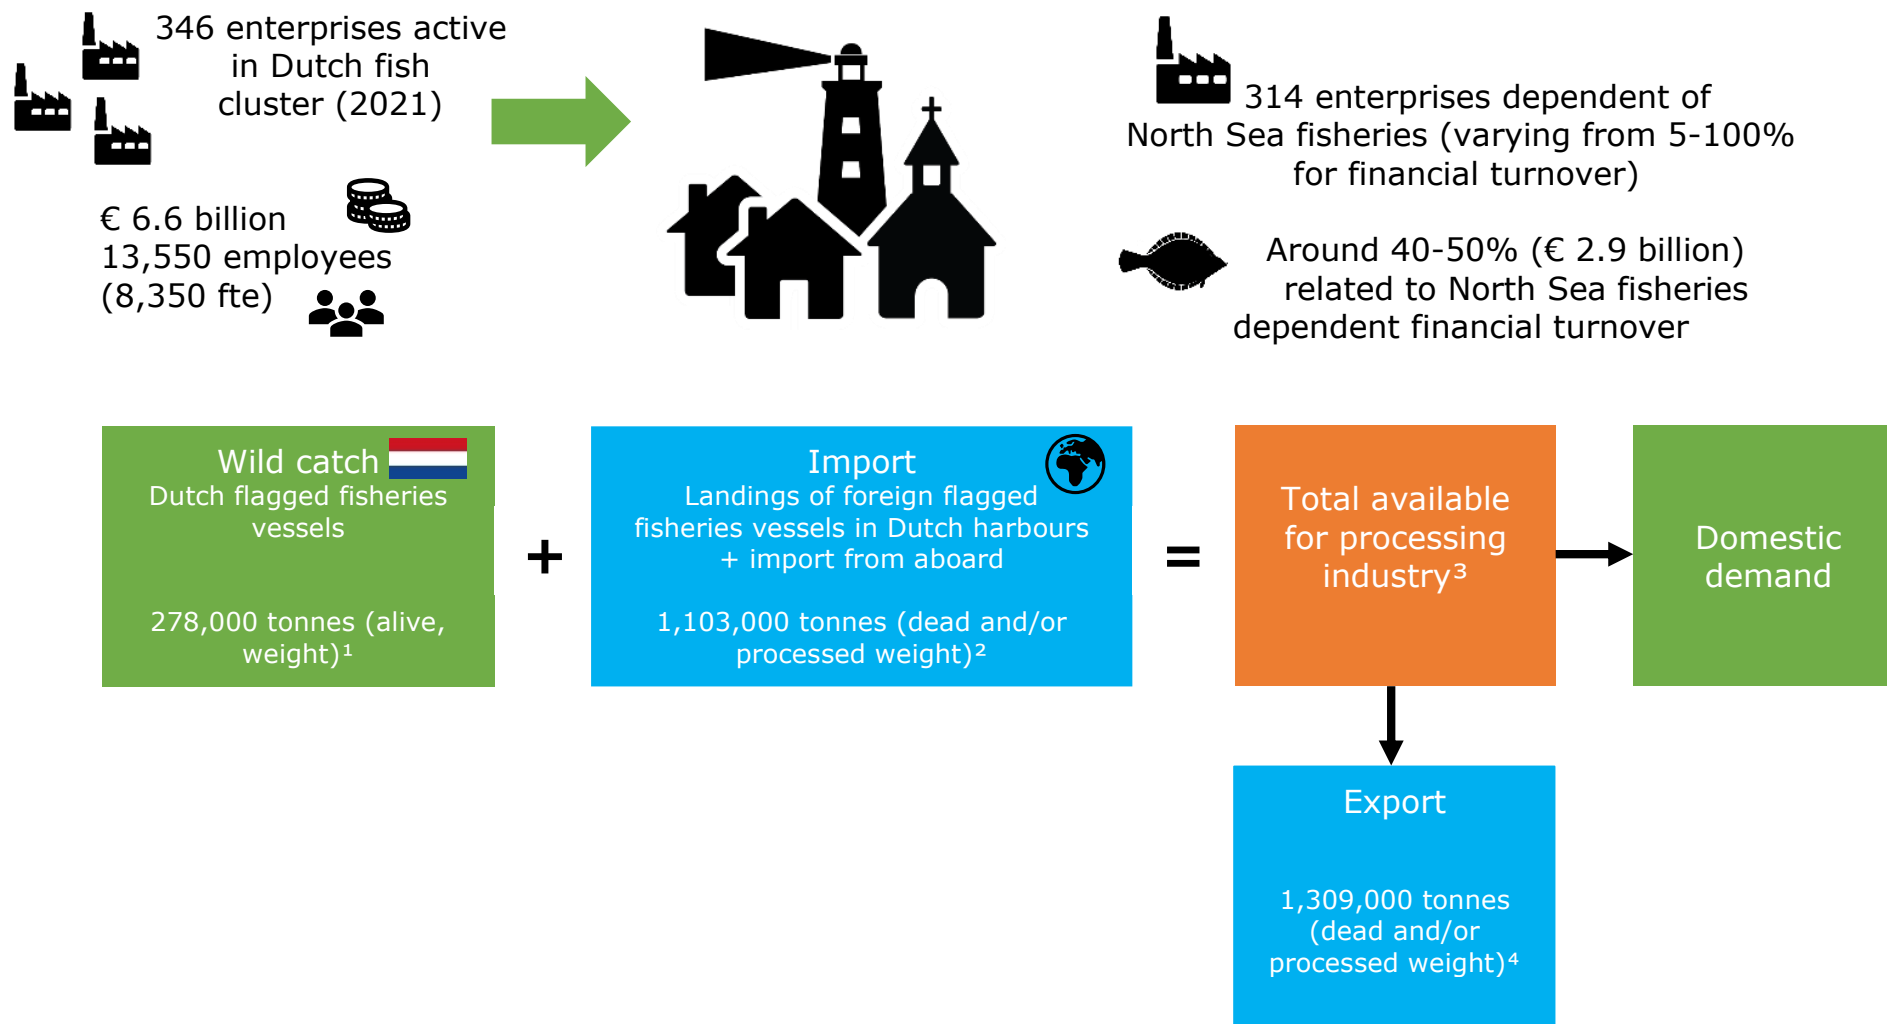 346 enterprises active
in Dutch fish
cluster (2021)
€ 6.6 billion
13,550 employees
(8,350 fte)
314 enterprises dependent of
North Sea fisheries (varying from 5-100%
for financial turnover)
Around 40-50% (€ 2.9 billion)
related to North Sea fisheries
dependent financial turnover
Wild catch
Dutch flagged fisheries
vessels
278,000 tonnes (alive,
weight)¹
+
Import
Landings of foreign flagged
fisheries vessels in Dutch harbours
+ import from aboard
1,103,000 tonnes (dead and/or
processed weight)²
=
Total available
for processing
industry³
Domestic
demand
Export
1,309,000 tonnes
(dead and/or
processed weight)⁴